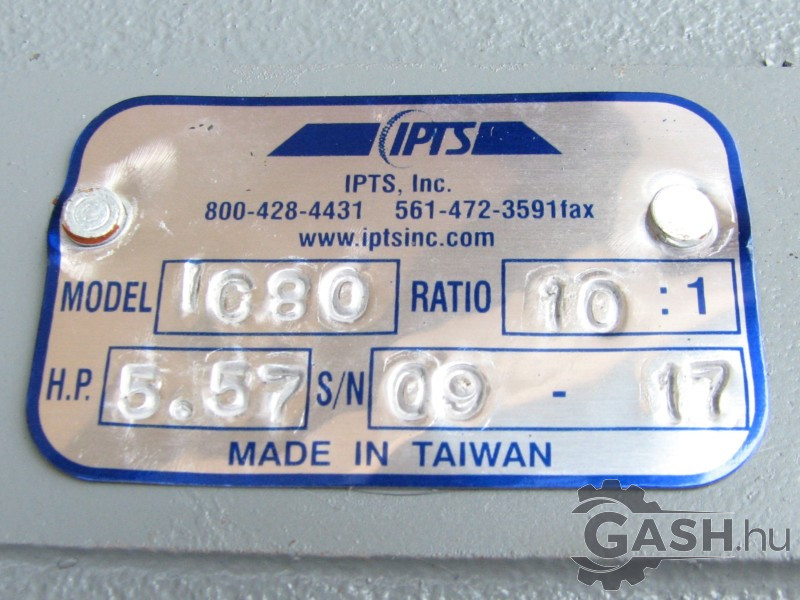 IPTS
IPTS, Inc.
800-428-4431 561-472-3591fax
www.iptsinc.com
MODEL IC80 RATIO 10 : 1
H.P. 5.57 S/N 09 - 17
MADE IN TAIWAN
GASH.hu